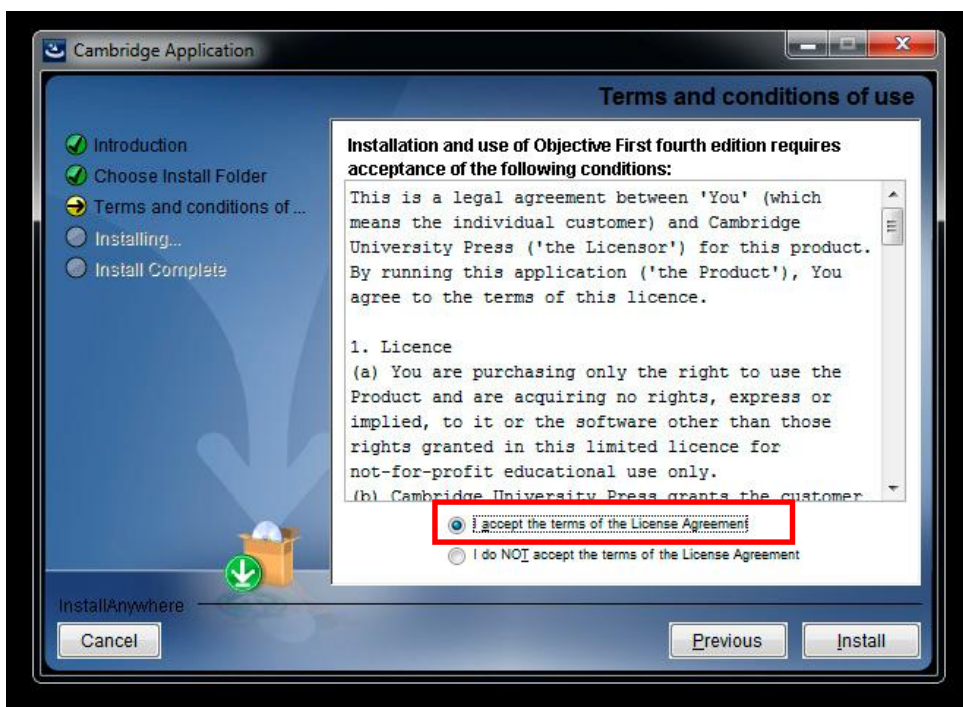 Cambridge Application
Terms and conditions of use
Introduction
Choose Install Folder
Terms and conditions of ...
Installing...
Install Complete
Installation and use of Objective First fourth edition requires
acceptance of the following conditions:
This is a legal agreement between 'You' (which
means the individual customer) and Cambridge
University Press ('the Licensor') for this product.
By running this application ('the Product'), You
agree to the terms of this licence.
1. Licence
(a) You are purchasing only the right to use the
Product and are acquiring no rights, express or
implied, to it or the software other than those
rights granted in this limited licence for
not-for-profit educational use only.
(b) Cambridge University Press grants the customer
I accept the terms of the License Agreement
I do NOT accept the terms of the License Agreement
InstallAnywhere
Cancel
Previous
Install